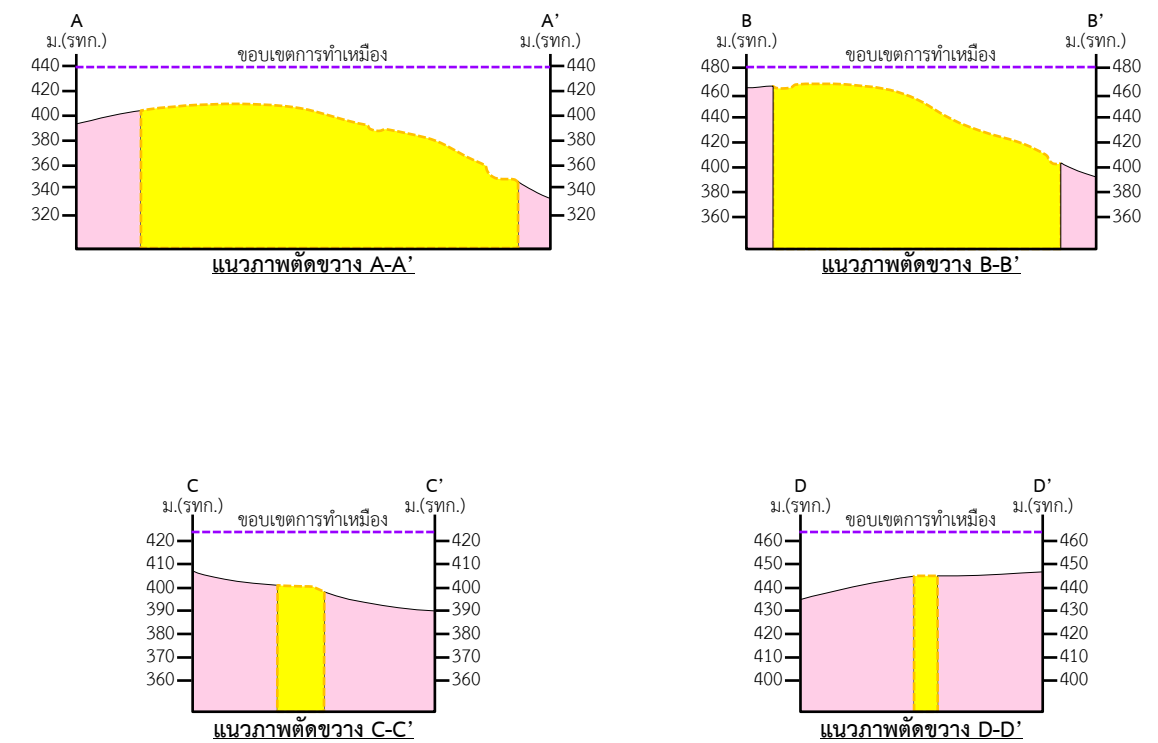 A A’
ม.(รทก.) ม.(รทก.)
ขอบเขตการทำเหมือง
440 440
420 420
400 400
380 380
360 360
340 340
320 320
แนวภาพตัดขวาง A-A’
B B’
ม.(รทก.) ม.(รทก.)
ขอบเขตการทำเหมือง
480 480
460 460
440 440
420 420
400 400
380 380
360 360
แนวภาพตัดขวาง B-B’
C C’
ม.(รทก.) ม.(รทก.)
ขอบเขตการทำเหมือง
420 420
410 410
400 400
390 390
380 380
370 370
360 360
แนวภาพตัดขวาง C-C’
D D’
ม.(รทก.) ม.(รทก.)
ขอบเขตการทำเหมือง
460 460
450 450
440 440
430 430
420 420
410 410
400 400
แนวภาพตัดขวาง D-D’